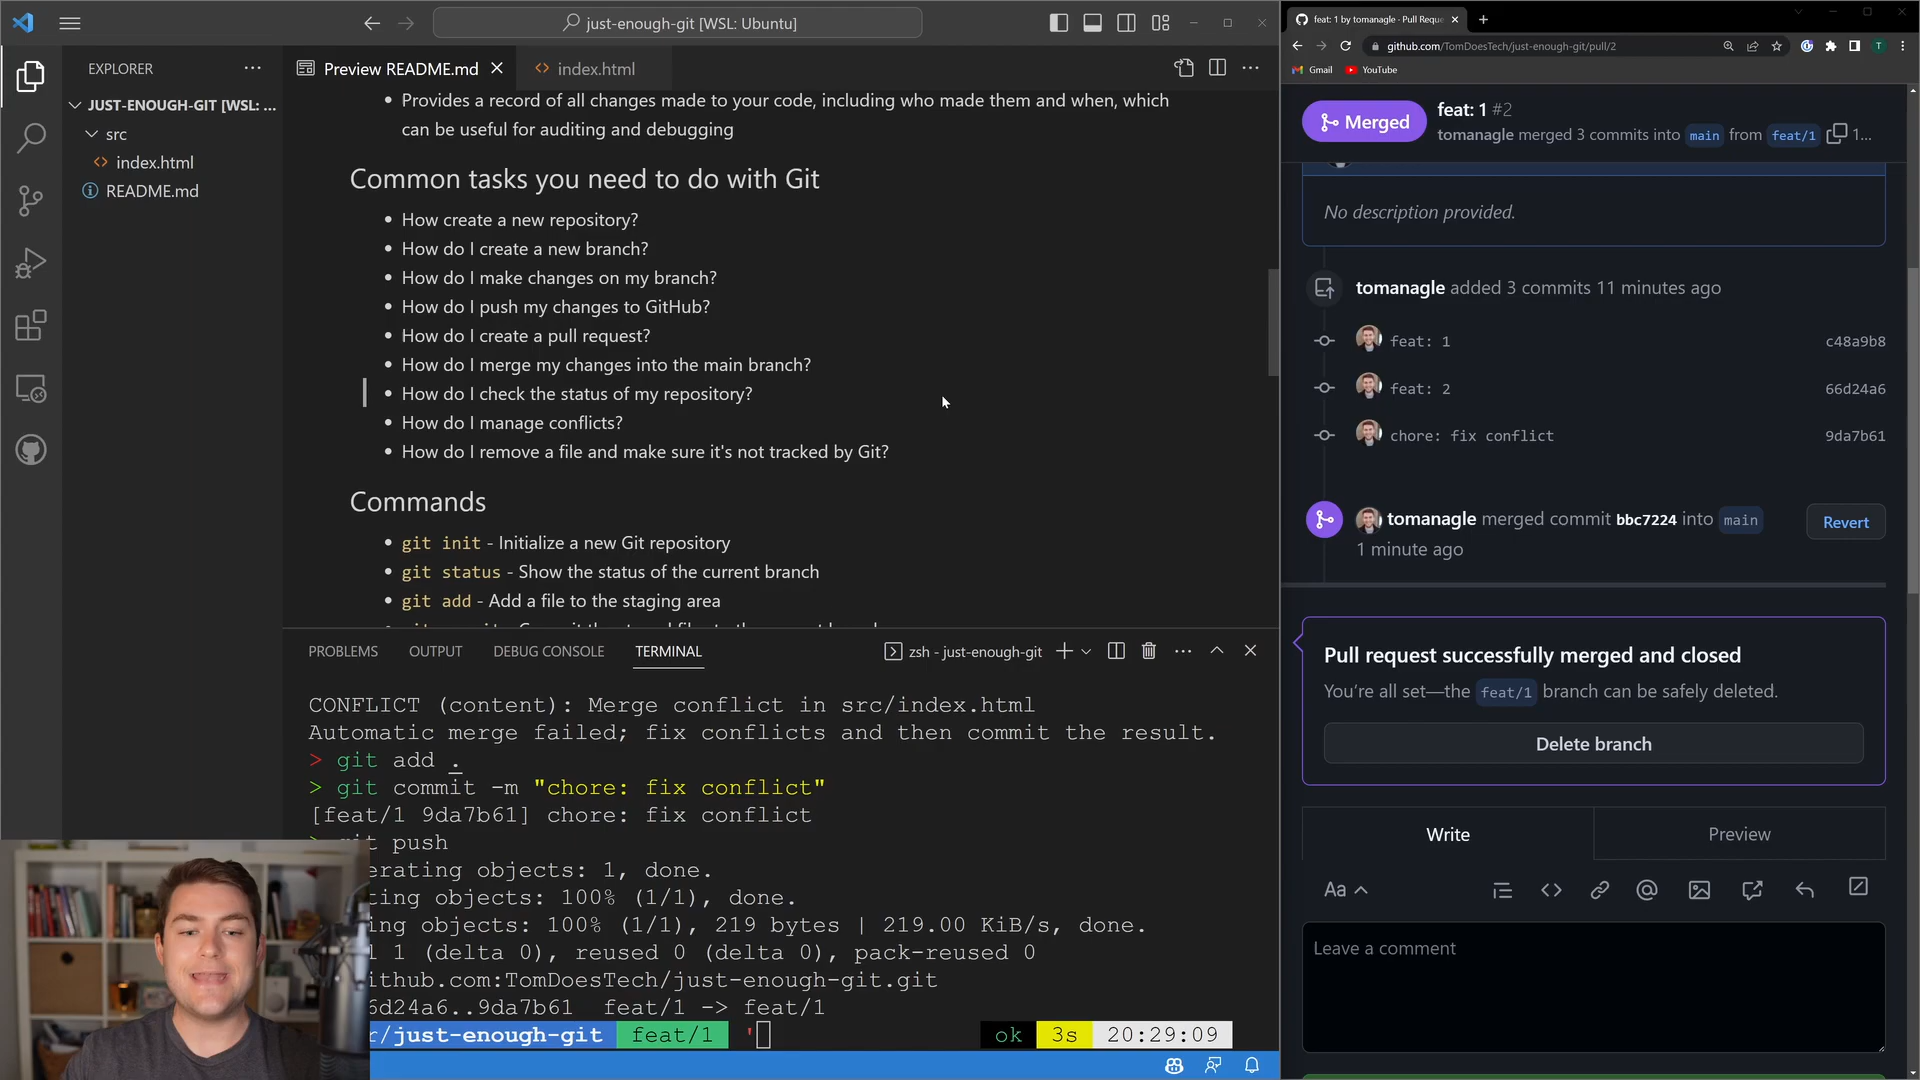 just-enough-git [WSL: Ubuntu]
EXPLORER
JUST-ENOUGH-GIT [WSL: ...
src
index.html
README.md
Preview README.md
index.html
Provides a record of all changes made to your code, including who made them and when, which
can be useful for auditing and debugging
Common tasks you need to do with Git
How create a new repository?
How do I create a new branch?
How do I make changes on my branch?
How do I push my changes to GitHub?
How do I create a pull request?
How do I merge my changes into the main branch?
How do I check the status of my repository?
How do I manage conflicts?
How do I remove a file and make sure it's not tracked by Git?
Commands
git init - Initialize a new Git repository
git status - Show the status of the current branch
git add - Add a file to the staging area
PROBLEMS OUTPUT DEBUG CONSOLE TERMINAL
zsh - just-enough-git
CONFLICT (content): Merge conflict in src/index.html
Automatic merge failed; fix conflicts and then commit the result.
> git add .
> git commit -m "chore: fix conflict"
[feat/1 9da7b61] chore: fix conflict
git push
erating objects: 1, done.
ting objects: 100% (1/1), done.
ing objects: 100% (1/1), 219 bytes | 219.00 KiB/s, done.
l 1 (delta 0), reused 0 (delta 0), pack-reused 0
ithub.com:TomDoesTech/just-enough-git.git
6d24a6..9da7b61 feat/1 -> feat/1
r/just-enough-git feat/1 '
ok 3s 20:29:09
feat: 1 by tomanagle · Pull Reque
github.com/TomDoesTech/just-enough-git/pull/2
T
Gmail YouTube
Merged
feat: 1 #2
tomanagle merged 3 commits into main from feat/1 1...
No description provided.
tomanagle added 3 commits 11 minutes ago
feat: 1 c48a9b8
feat: 2 66d24a6
chore: fix conflict 9da7b61
tomanagle merged commit bbc7224 into main
1 minute ago
Revert
Pull request successfully merged and closed
You're all set—the feat/1 branch can be safely deleted.
Delete branch
Write Preview
Aa
Leave a comment